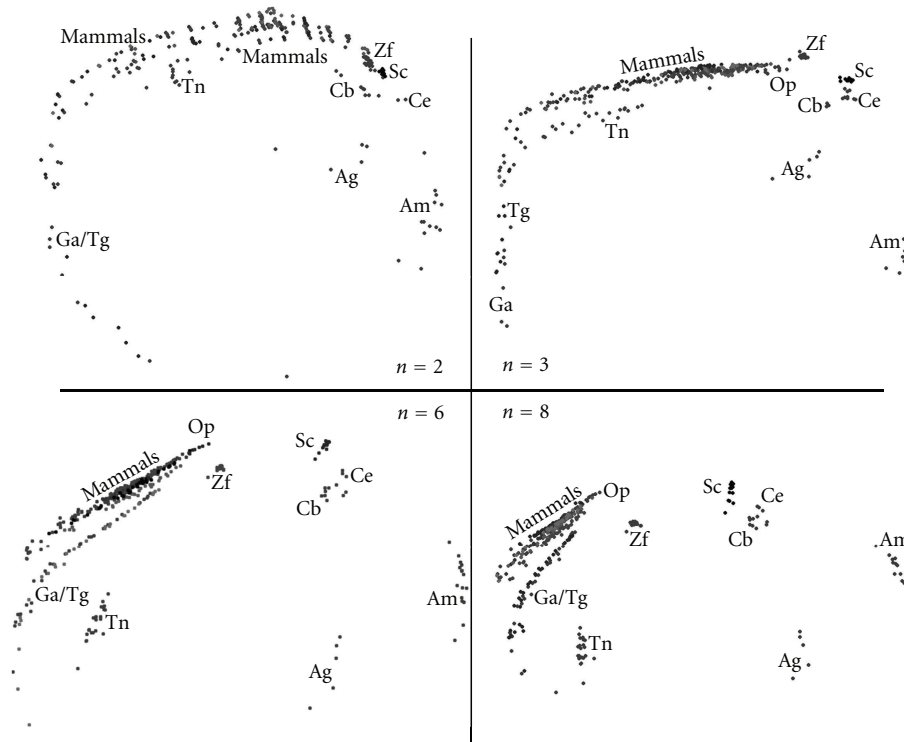 Mammals
Mammals
Zf
Sc
Tn
Cb
Ce
Ag
Am
Ga/Tg
n = 2
Zf
Mammals
Sc
Op
Cb
Ce
Tn
Ag
Tg
Am
Ga
n = 3
n = 6
Op
Sc
Mammals
Zf
Ce
Cb
Ga/Tg
Tn
Am
Ag
n = 8
Sc
Ce
Op
Mammals
Zf
Cb
Am
Ga/Tg
Tn
Ag